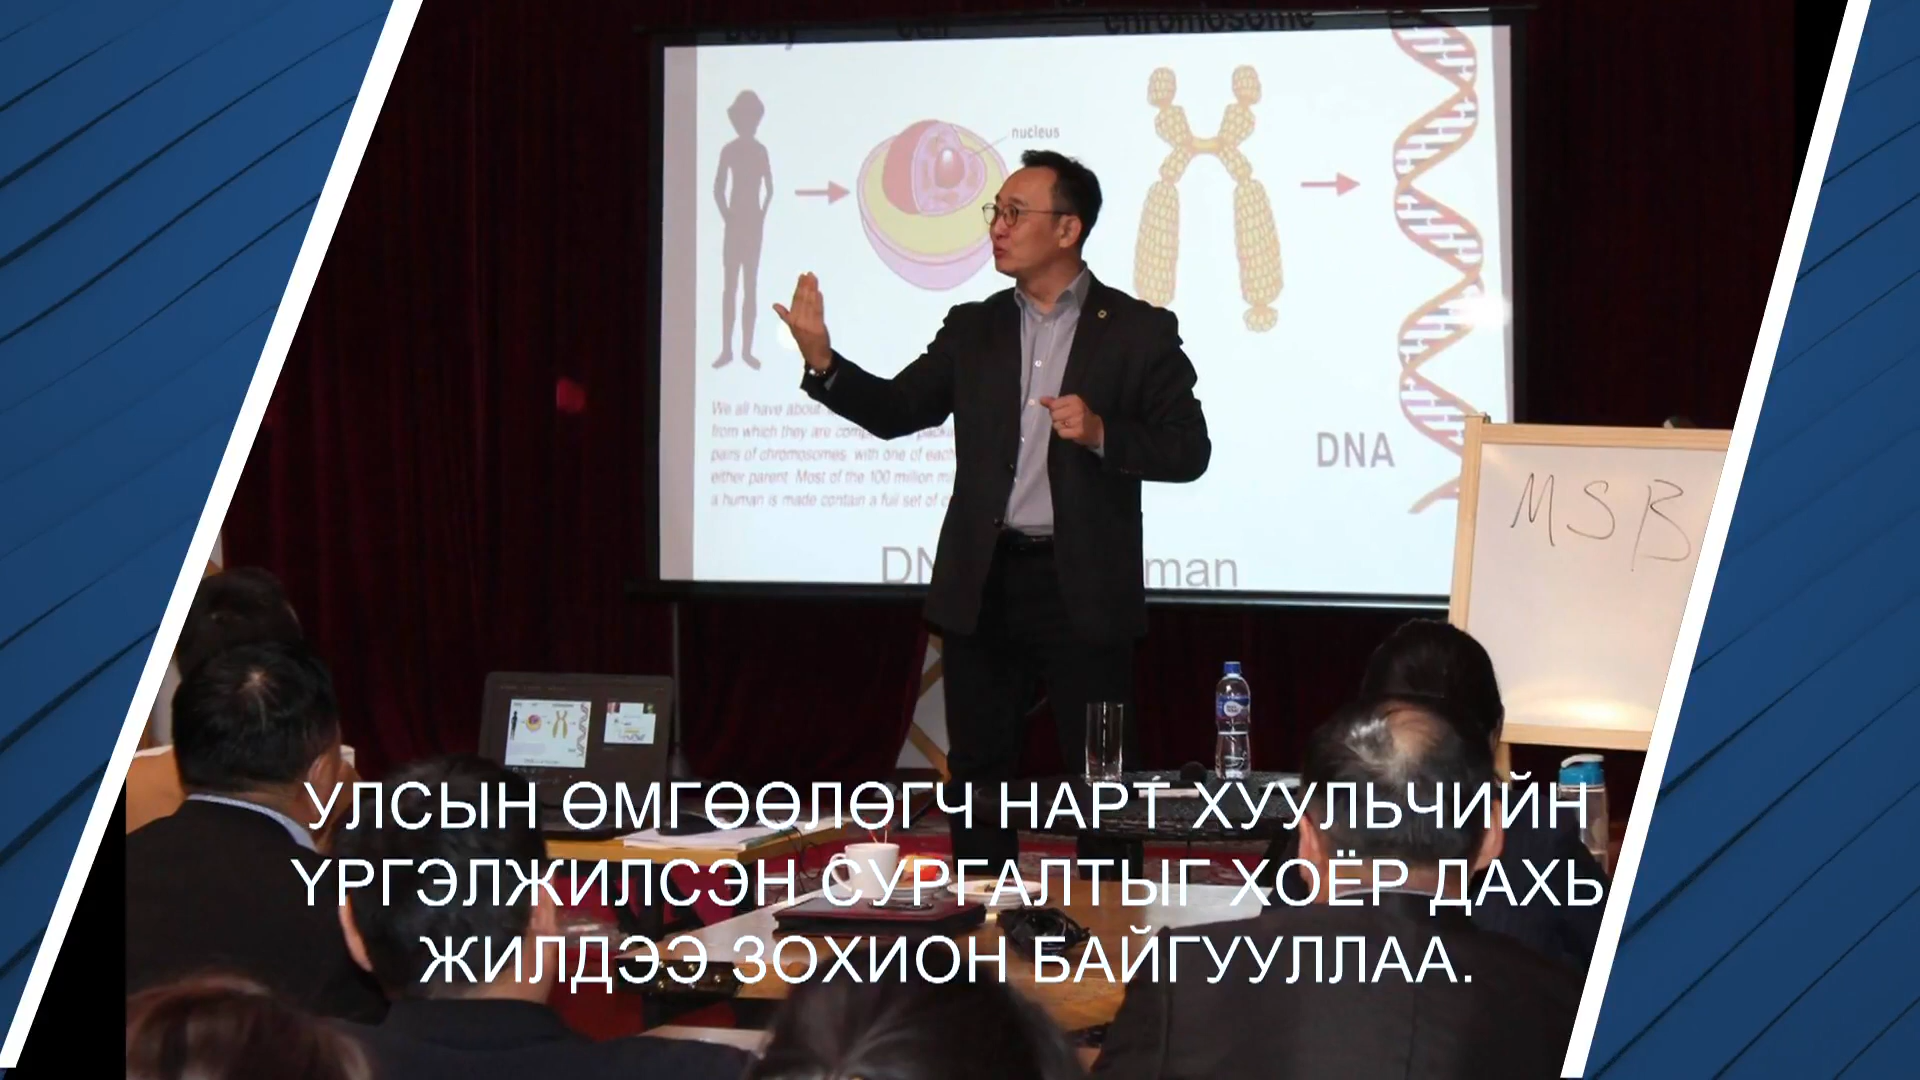 body cell chromosome
nucleus
We all have about
from which they are
pairs of chromosomes, with one of each
either parent. Most of the 100 million
a human is made contain a full set of
DNA
man
MSB
УЛСЫН ӨМГӨӨЛӨГЧ НАРТ ХУУЛЬЧИЙН
ҮРГЭЛЖИЛСЭН СУРГАЛТЫГ ХОЁР ДАХЬ
ЖИЛДЭЭ ЗОХИОН БАЙГУУЛЛАА.